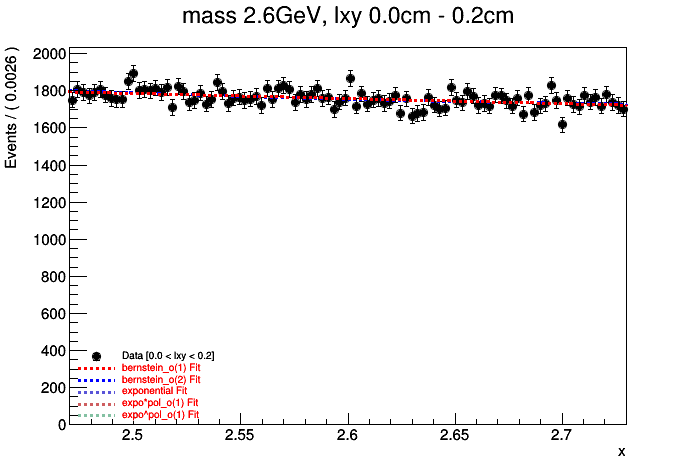 mass 2.6GeV, lxy 0.0cm - 0.2cm
Events / ( 0.0026 )
2000
1800
1600
1400
1200
1000
800
600
400
200
0
Data [0.0 < lxy < 0.2]
bernstein_o(1) Fit
bernstein_o(2) Fit
exponential Fit
expo*pol_o(1) Fit
expo^pol_o(1) Fit
2.5 2.55 2.6 2.65 2.7
x